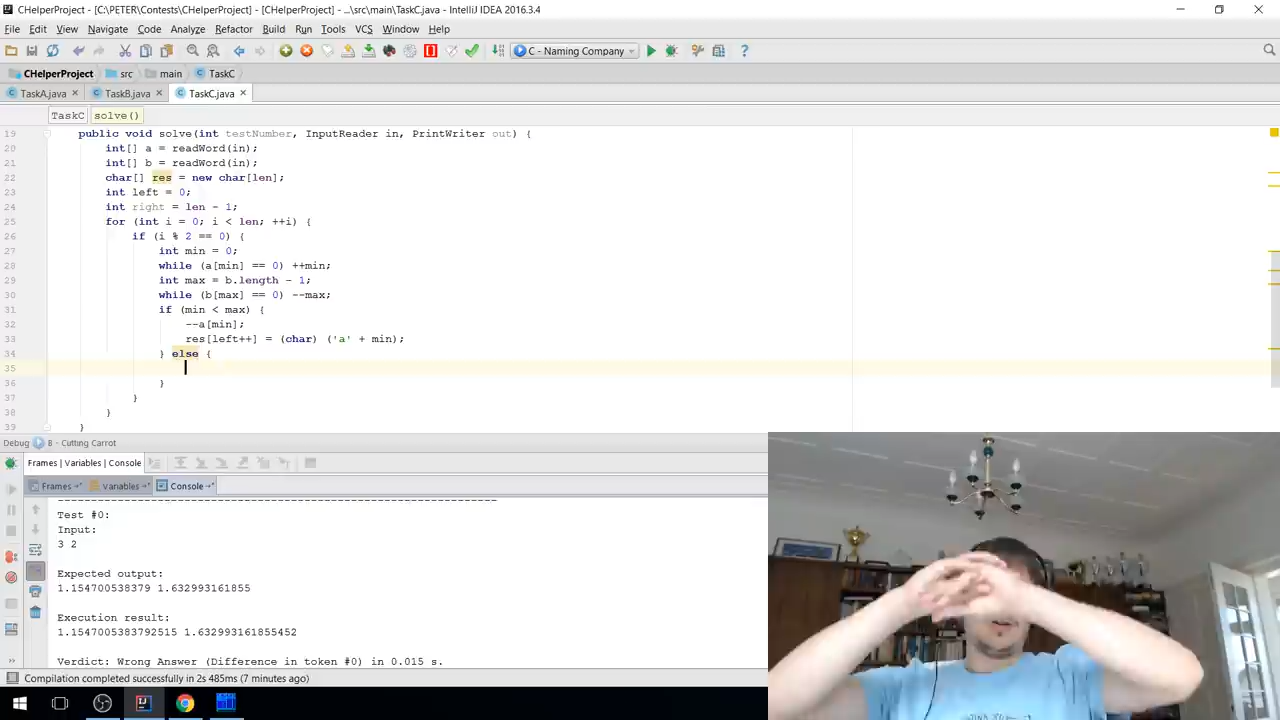 CHelperProject - [C:\PETER\Contests\CHelperProject] - [CHelperProject] - ...\src\main\TaskC.java - IntelliJ IDEA 2016.3.4
File Edit View Navigate Code Analyze Refactor Build Run Tools VCS Window Help
C - Naming Company
CHelperProject src main TaskC
TaskA.java TaskB.java TaskC.java
TaskC solve()
19 public void solve(int testNumber, InputReader in, PrintWriter out) {
20 int[] a = readWord(in);
21 int[] b = readWord(in);
22 char[] res = new char[len];
23 int left = 0;
24 int right = len - 1;
25 for (int i = 0; i < len; ++i) {
26 if (i % 2 == 0) {
27 int min = 0;
28 while (a[min] == 0) ++min;
29 int max = b.length - 1;
30 while (b[max] == 0) --max;
31 if (min < max) {
32 --a[min];
33 res[left++] = (char) ('a' + min);
34 } else {
35
36 }
37 }
38 }
39 }
Debug B - Cutting Carrot
Frames | Variables | Console
Frames Variables Console
--------------------------------------------------------------
Test #0:
Input:
3 2
Expected output:
1.154700538379 1.632993161855
Execution result:
1.1547005383792515 1.632993161855452
Verdict: Wrong Answer (Difference in token #0) in 0.015 s.
Compilation completed successfully in 2s 485ms (7 minutes ago)